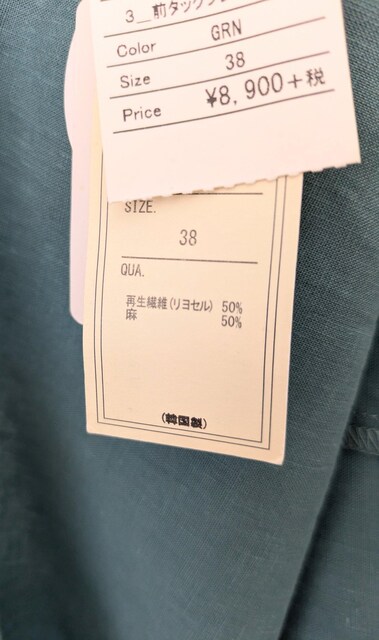 3_前タック
Color GRN
Size 38
Price ¥8,900+税
SIZE.
38
QUA.
再生繊維(リヨセル) 50%
麻 50%
(韓国製)